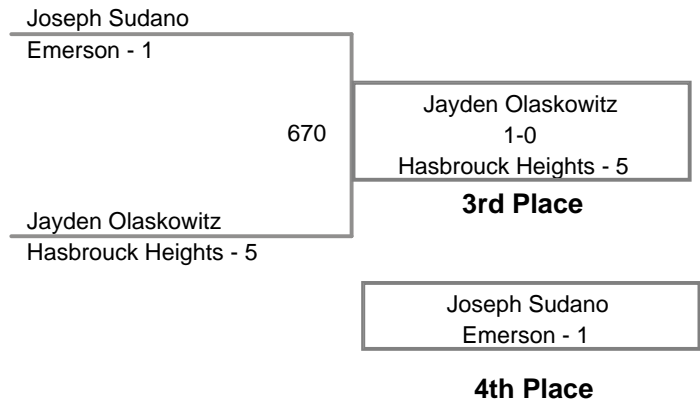 Joseph Sudano
Emerson - 1
670
Jayden Olaskowitz
1-0
Hasbrouck Heights - 5
3rd Place
Jayden Olaskowitz
Hasbrouck Heights - 5
Joseph Sudano
Emerson - 1
4th Place